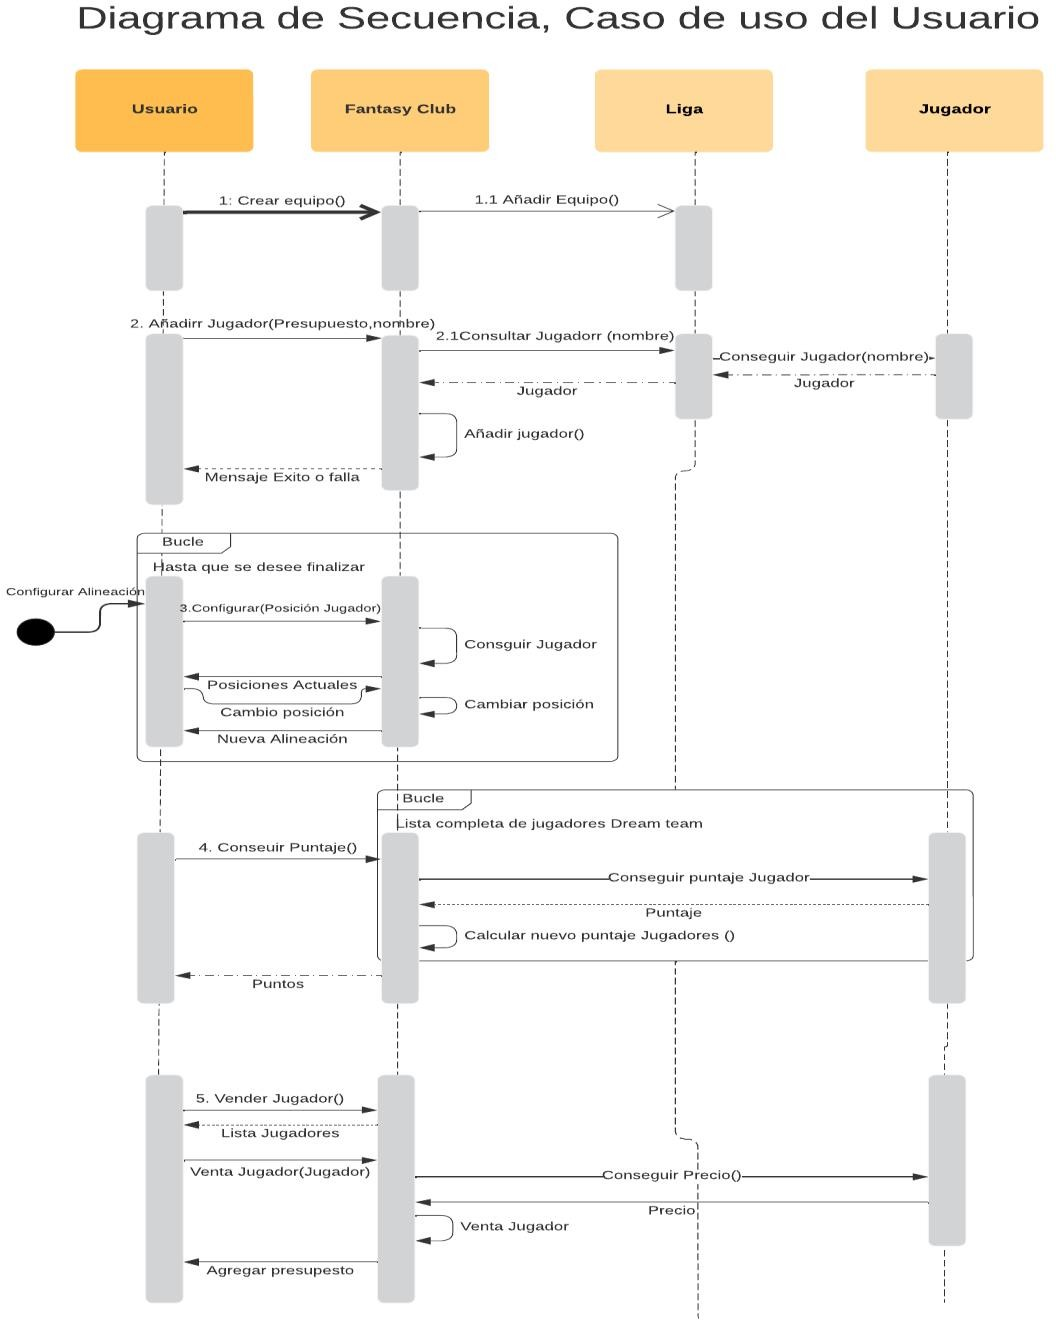 Diagrama de Secuencia, Caso de uso del Usuario
Usuario
Fantasy Club
Liga
Jugador
1: Crear equipo()
1.1 Añadir Equipo()
2. Añadirr Jugador(Presupuesto,nombre)
2.1Consultar Jugadorr (nombre)
Conseguir Jugador(nombre)
Jugador
Jugador
Añadir jugador()
Mensaje Exito o falla
Bucle
Hasta que se desee finalizar
Configurar Alineación
3.Configurar(Posición Jugador)
Consguir Jugador
Posiciones Actuales
Cambiar posición
Cambio posición
Nueva Alineación
Bucle
Lista completa de jugadores Dream team
4. Conseuir Puntaje()
Conseguir puntaje Jugador
Puntaje
Calcular nuevo puntaje Jugadores ()
Puntos
5. Vender Jugador()
Lista Jugadores
Venta Jugador(Jugador)
Conseguir Precio()
Precio
Venta Jugador
Agregar presupesto